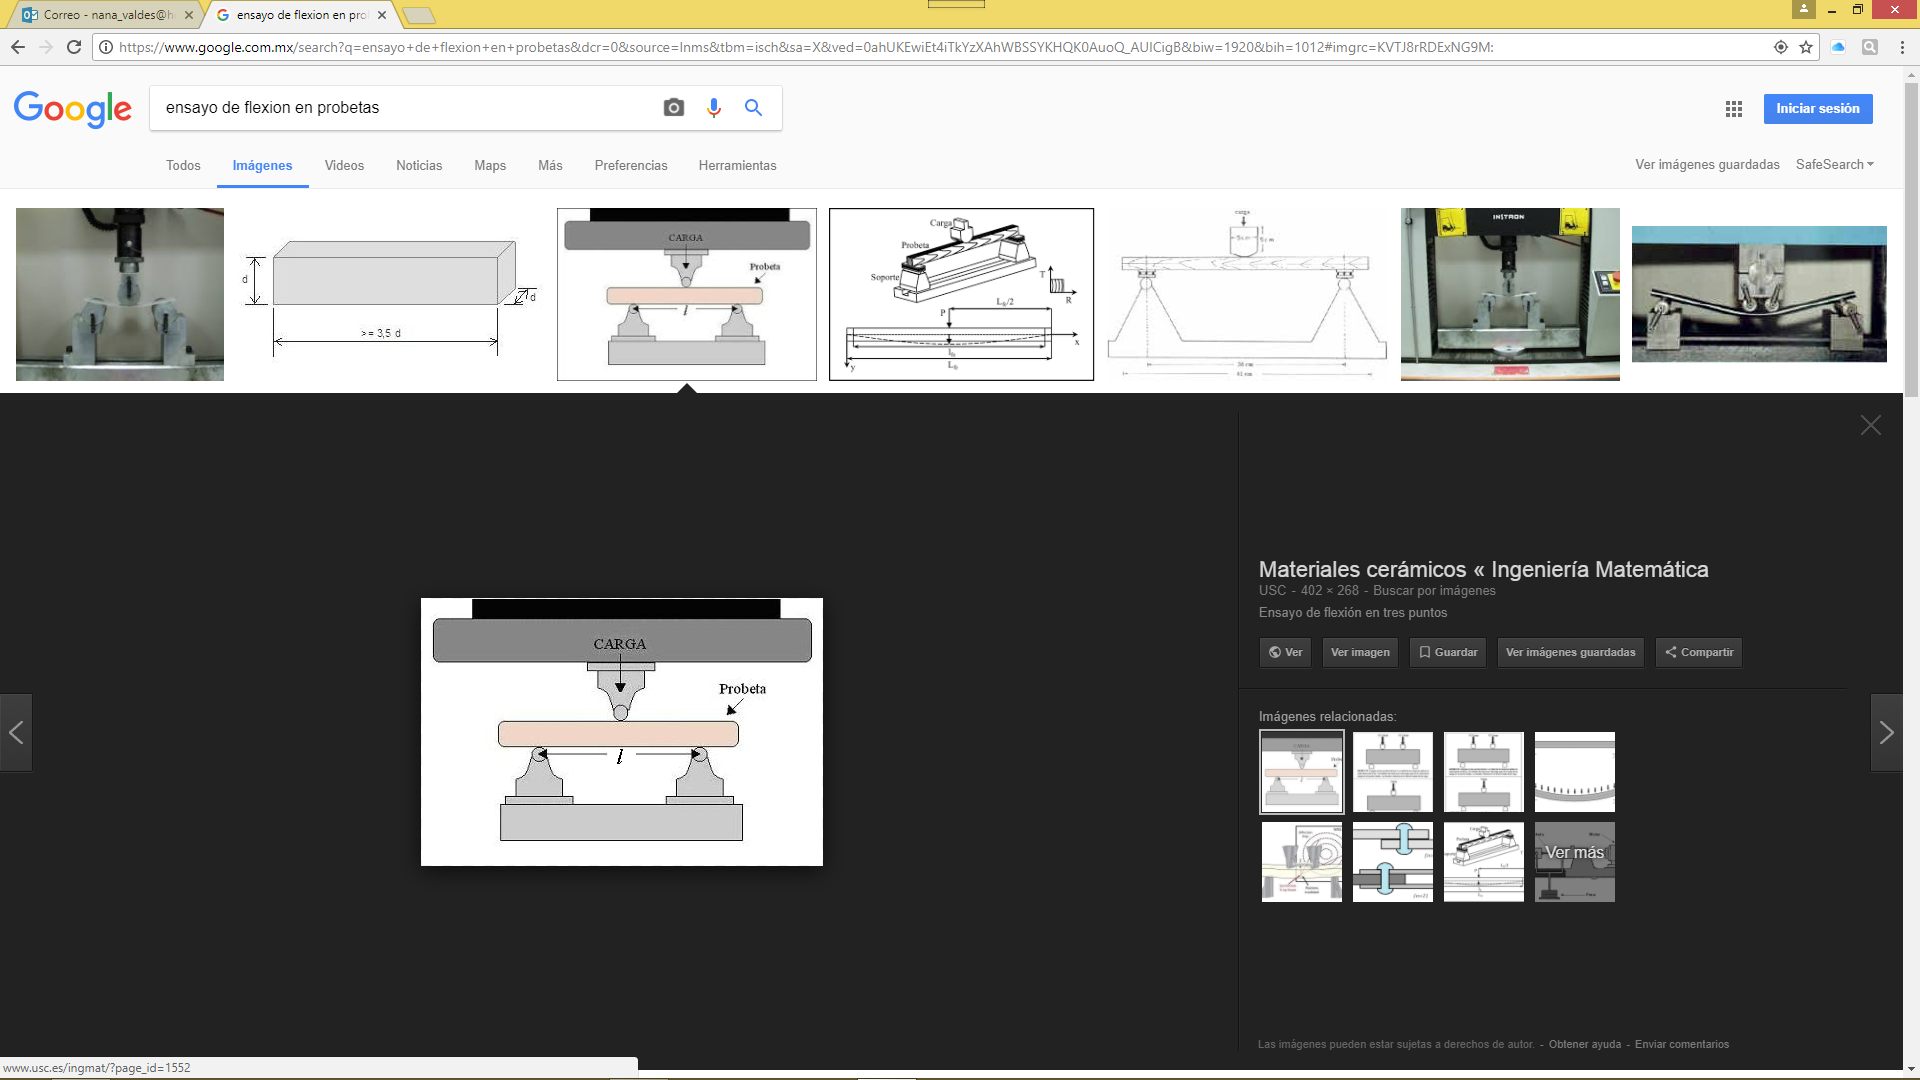 Correo - nana_valdes@h
ensayo de flexion en pro
https://www.google.com.mx/search?q=ensayo+de+flexion+en+probetas&dcr=0&source=lnms&tbm=isch&sa=X&ved=0ahUKEwiEt4iTkYzXAhWBSSYKHQK0AuoQ_AUICigB&biw=1920&bih=1012#imgrc=KVTJ8rRDExNG9M:
Google
ensayo de flexion en probetas
Iniciar sesión
Todos
Imágenes
Videos
Noticias
Maps
Más
Preferencias
Herramientas
Ver imágenes guardadas
SafeSearch
d
d
>= 3,5 d
CARGA
Probeta
l
Carga
Probeta
Soporte
T
R
P
x
y
carga
INSTRON
CARGA
Probeta
l
Materiales cerámicos « Ingeniería Matemática
USC - 402 × 268 - Buscar por imágenes
Ensayo de flexión en tres puntos
Ver
Ver imagen
Guardar
Ver imágenes guardadas
Compartir
Imágenes relacionadas:
CARGA
Ver más
Las imágenes pueden estar sujetas a derechos de autor. - Obtener ayuda - Enviar comentarios
www.usc.es/ingmat/?page_id=1552